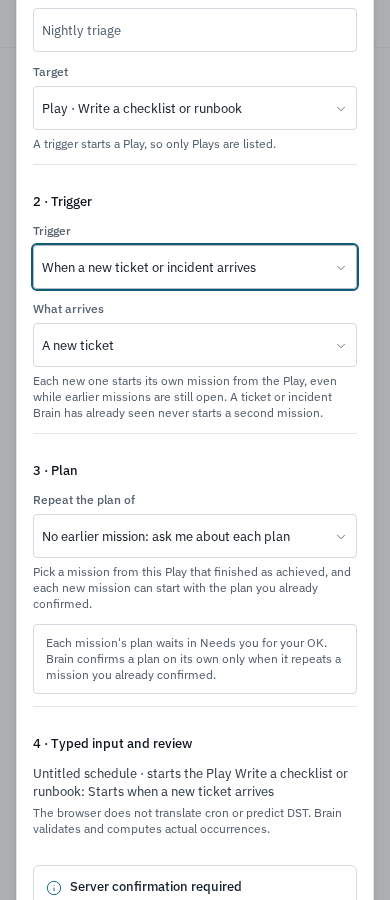 Nightly triage
Target
Play · Write a checklist or runbook
A trigger starts a Play, so only Plays are listed.
2 · Trigger
Trigger
When a new ticket or incident arrives
What arrives
A new ticket
Each new one starts its own mission from the Play, even
while earlier missions are still open. A ticket or incident
Brain has already seen never starts a second mission.
3 · Plan
Repeat the plan of
No earlier mission: ask me about each plan
Pick a mission from this Play that finished as achieved, and
each new mission can start with the plan you already
confirmed.
Each mission's plan waits in Needs you for your OK.
Brain confirms a plan on its own only when it repeats a
mission you already confirmed.
4 · Typed input and review
Untitled schedule · starts the Play Write a checklist or
runbook: Starts when a new ticket arrives
The browser does not translate cron or predict DST. Brain
validates and computes actual occurrences.
Server confirmation required